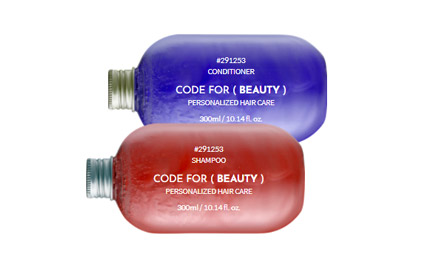 #291253
CONDITIONER
CODE FOR ( BEAUTY )
PERSONALIZED HAIR CARE
300ml / 10.14 fl. oz.
#291253
SHAMPOO
CODE FOR ( BEAUTY )
PERSONALIZED HAIR CARE
300ml / 10.14 fl. oz.